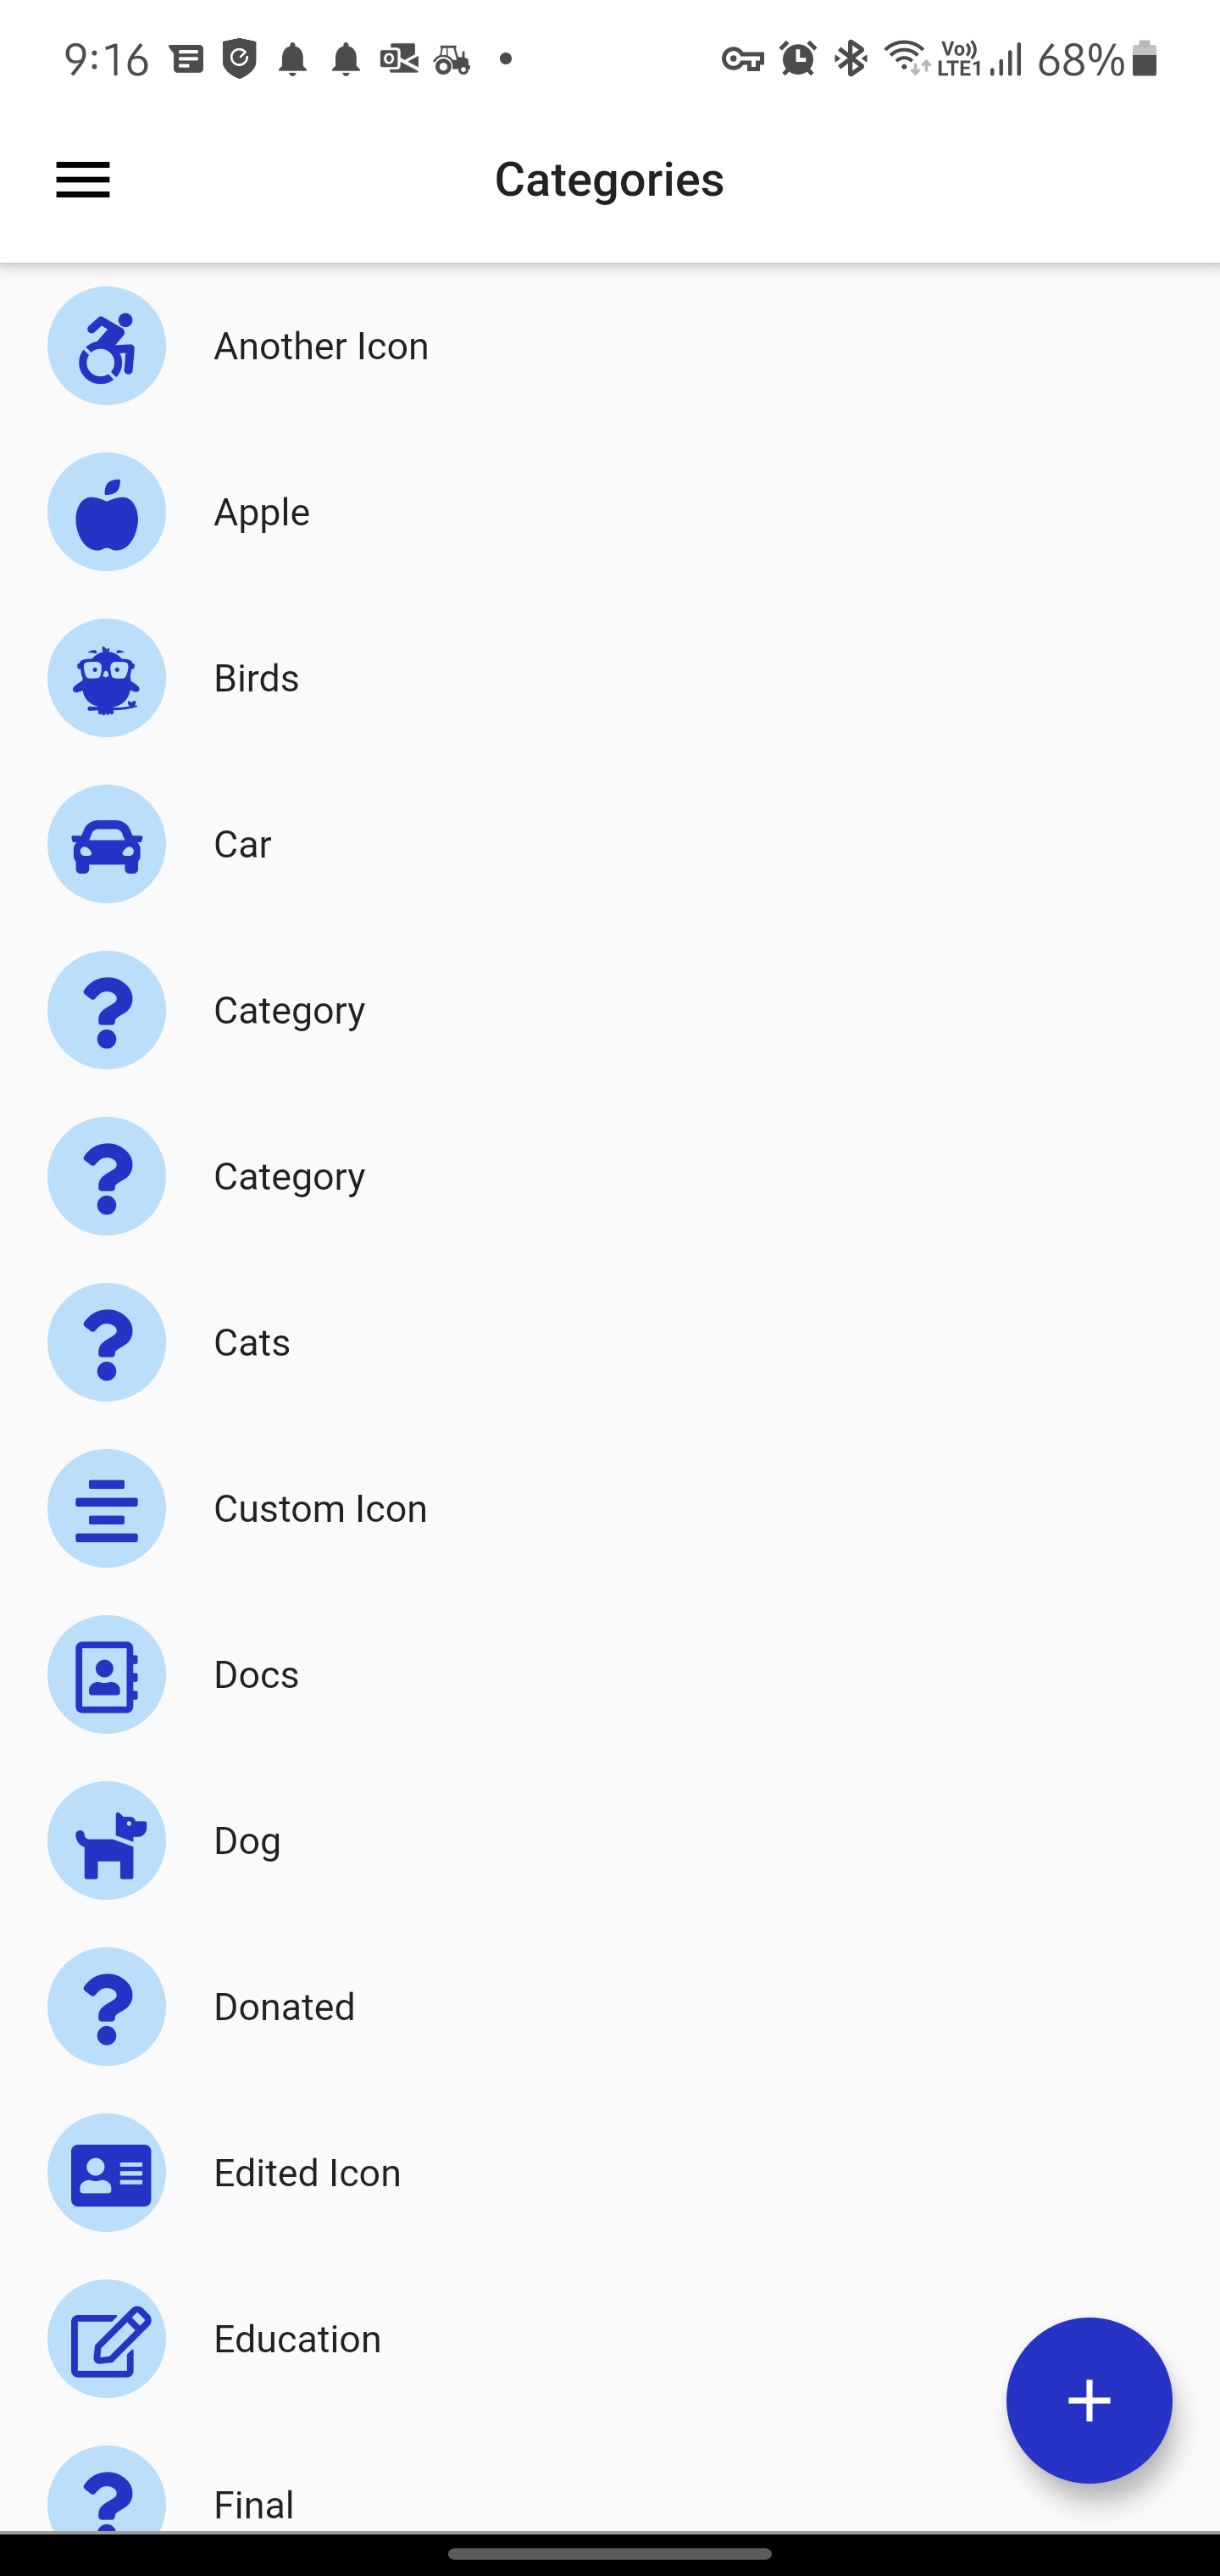 9:16 Vo)) LTE1 68%
Categories
Another Icon
Apple
Birds
Car
Category
Category
Cats
Custom Icon
Docs
Dog
Donated
Edited Icon
Education
Final